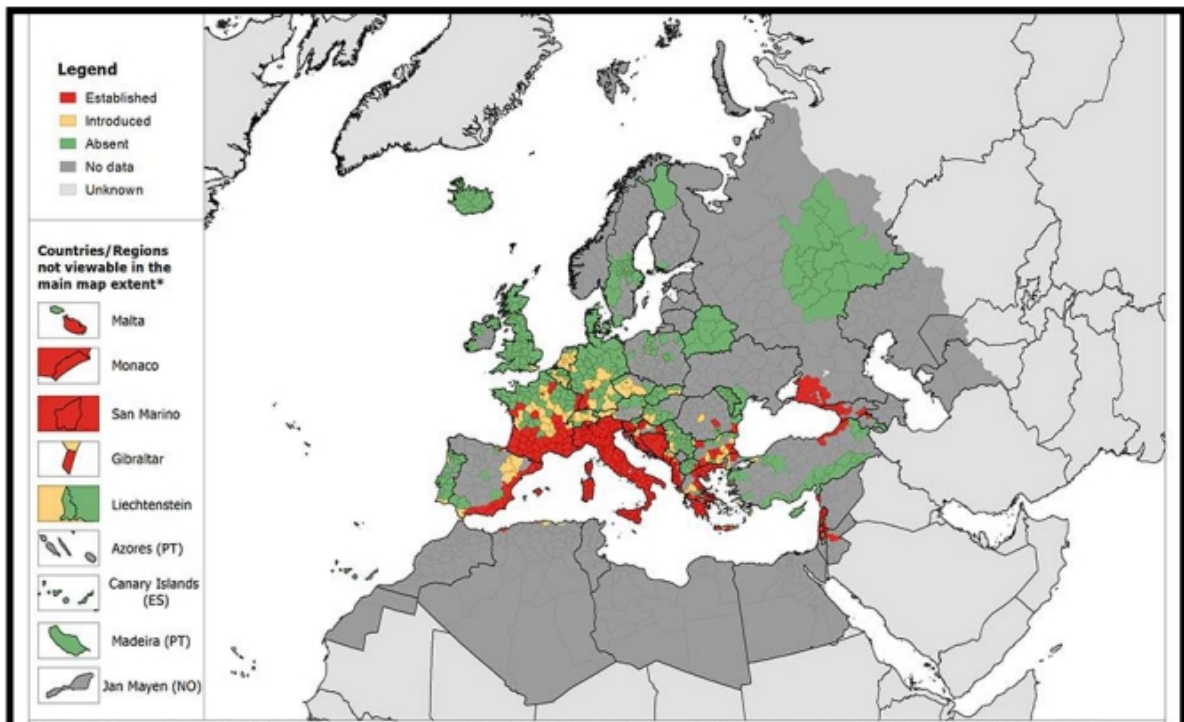 Legend
Established
Introduced
Absent
No data
Unknown
Countries/Regions
not viewable in the
main map extent*
Malta
Monaco
San Marino
Gibraltar
Liechtenstein
Azores (PT)
Canary Islands
(ES)
Madeira (PT)
Jan Mayen (NO)